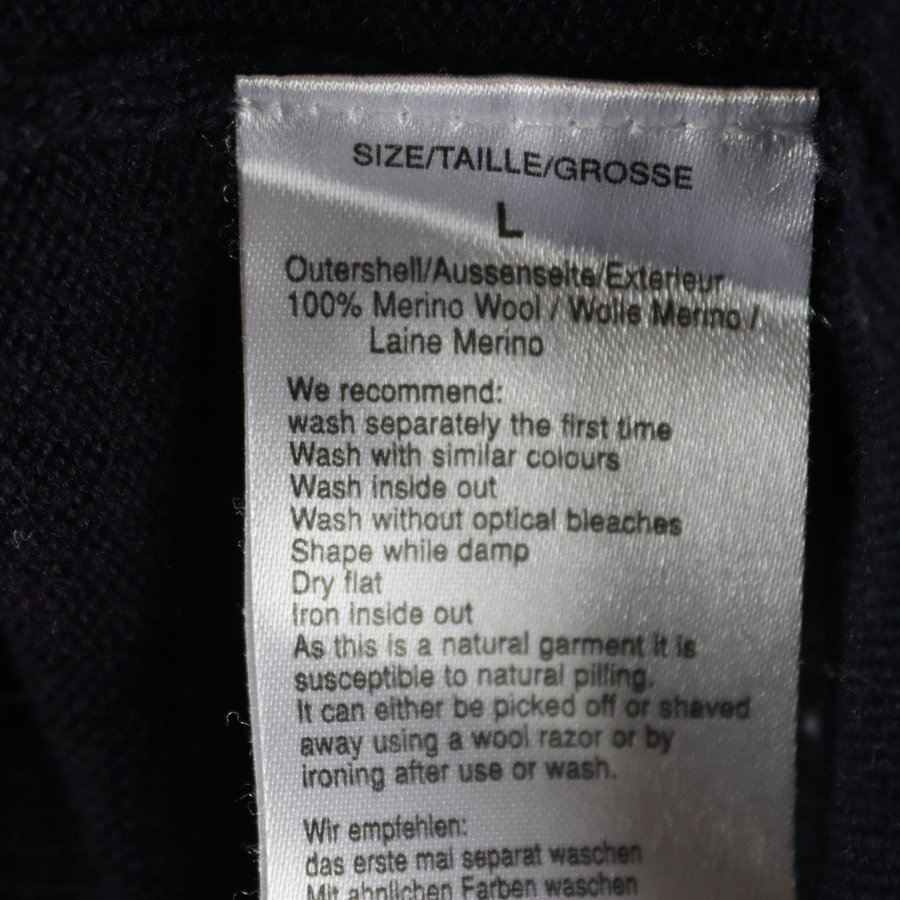 SIZE/TAILLE/GROSSE
L
Outershell/Aussenseite/Exterieur
100% Merino Wool / Wolle Merino /
Laine Merino
We recommend:
wash separately the first time
Wash with similar colours
Wash inside out
Wash without optical bleaches
Shape while damp
Dry flat
Iron inside out
As this is a natural garment it is
susceptible to natural pilling.
It can either be picked off or shaved
away using a wool razor or by
ironing after use or wash.
Wir empfehlen:
das erste mal separat waschen
Mit ahnlichen Farben waschen